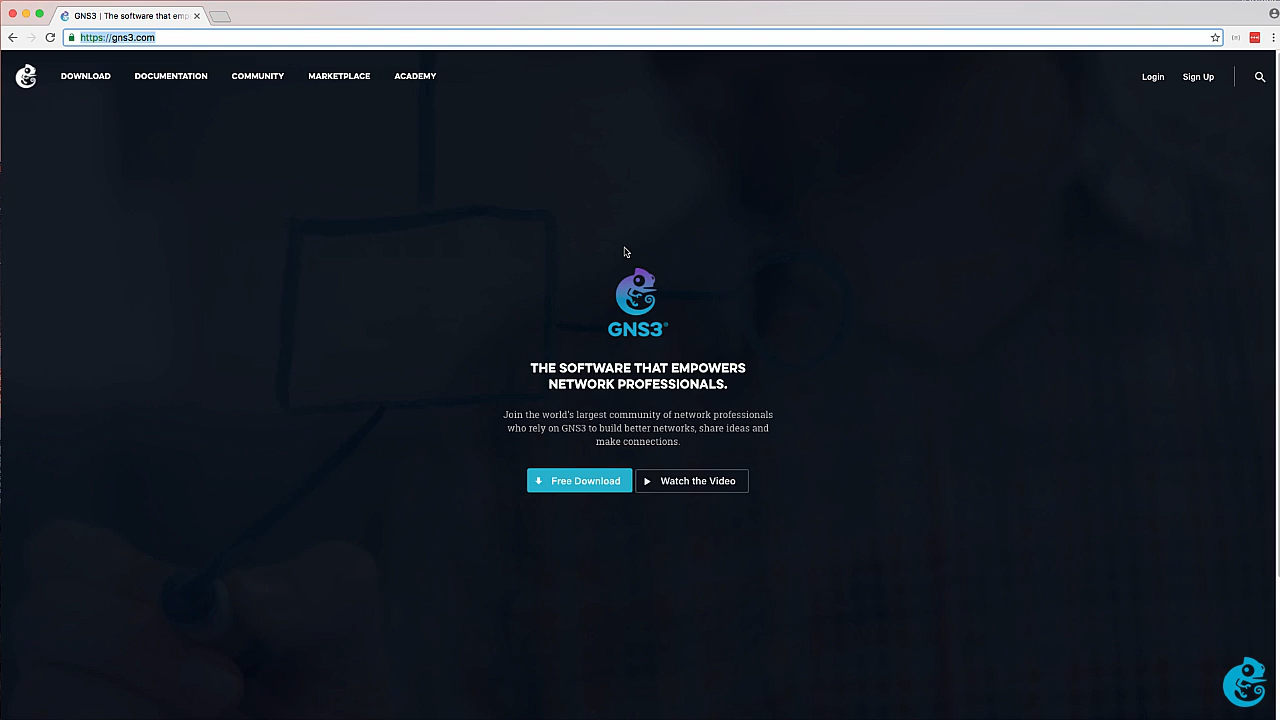 GNS3 | The software that emp
https://gns3.com
DOWNLOAD DOCUMENTATION COMMUNITY MARKETPLACE ACADEMY Login Sign Up
GNS3
THE SOFTWARE THAT EMPOWERS
NETWORK PROFESSIONALS.
Join the world's largest community of network professionals
who rely on GNS3 to build better networks, share ideas and
make connections.
Free Download Watch the Video